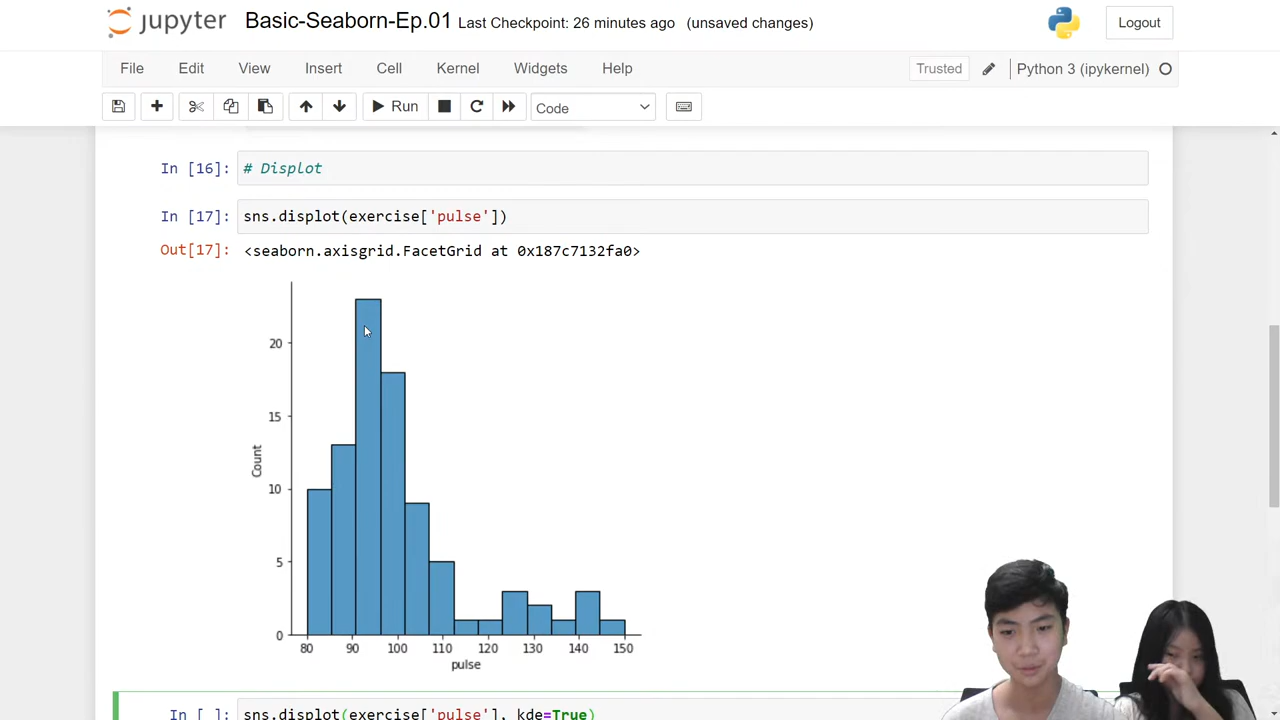 jupyter Basic-Seaborn-Ep.01 Last Checkpoint: 26 minutes ago (unsaved changes) Logout
File Edit View Insert Cell Kernel Widgets Help Trusted Python 3 (ipykernel)
Run Code
In [16]: # Displot
In [17]: sns.displot(exercise['pulse'])
Out[17]: <seaborn.axisgrid.FacetGrid at 0x187c7132fa0>
20
15
Count
10
5
0
80 90 100 110 120 130 140 150
pulse
In [ ]: sns.displot(exercise['pulse'], kde=True)